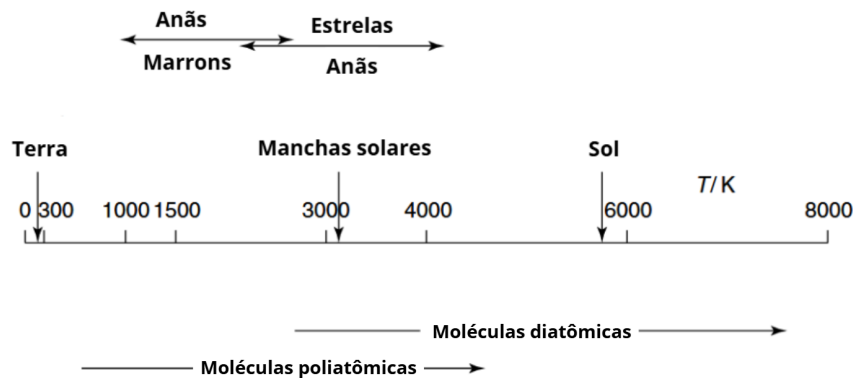 Anãs
Marrons
Estrelas
Anãs
Terra
Manchas solares
Sol
T/ K
0 300 1000 1500 3000 4000 6000 8000
Moléculas diatômicas
Moléculas poliatômicas